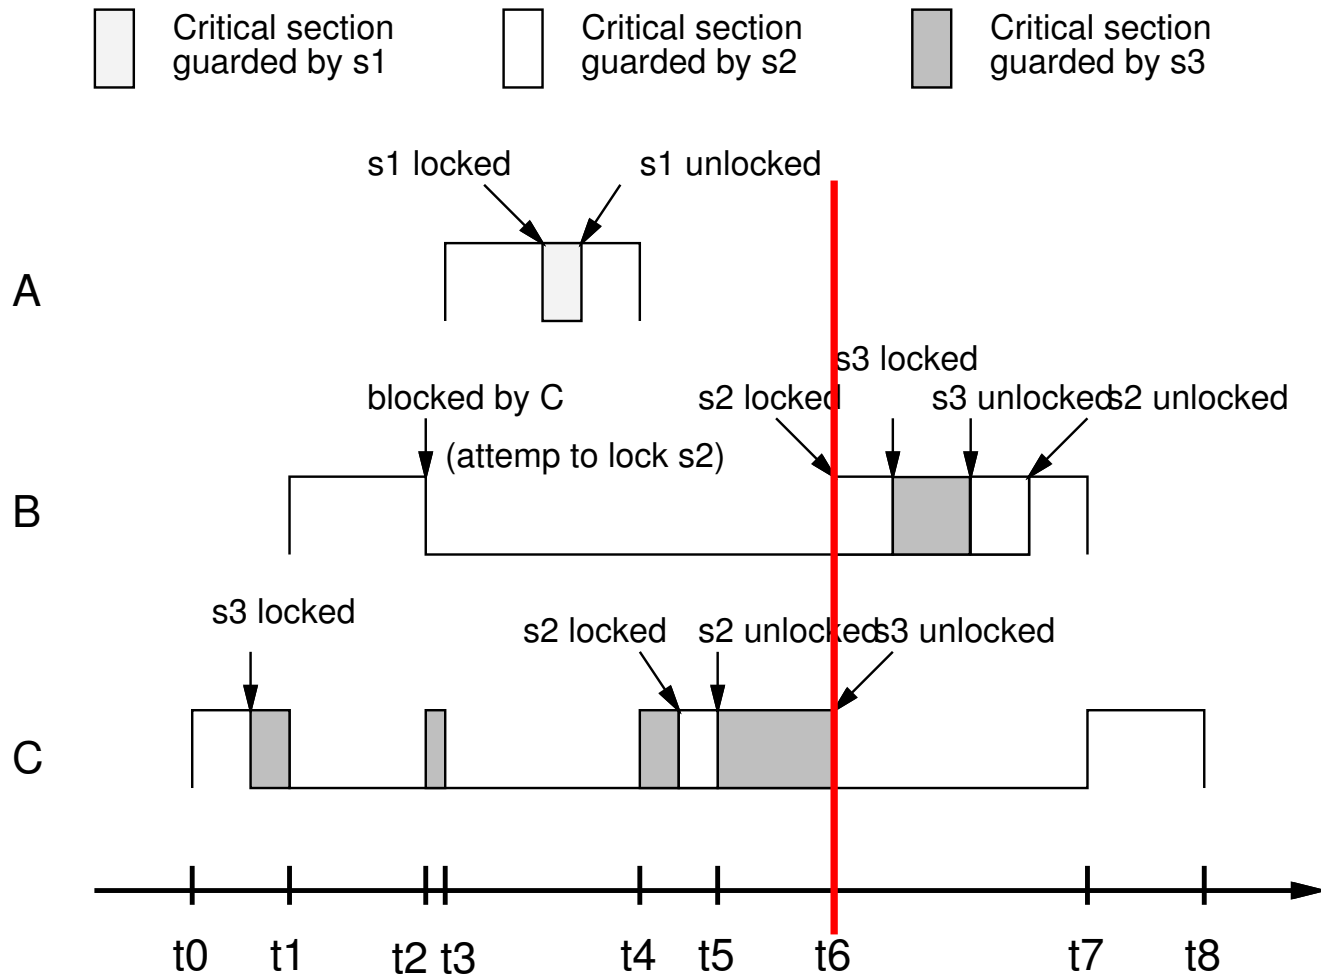 Critical section
guarded by s1
Critical section
guarded by s2
Critical section
guarded by s3
s1 locked
s1 unlocked
A
s3 locked
blocked by C
s2 locked
s3 unlocked
s2 unlocked
(attemp to lock s2)
B
s3 locked
s2 locked
s2 unlocked
s3 unlocked
C
t0 t1 t2 t3 t4 t5 t6 t7 t8